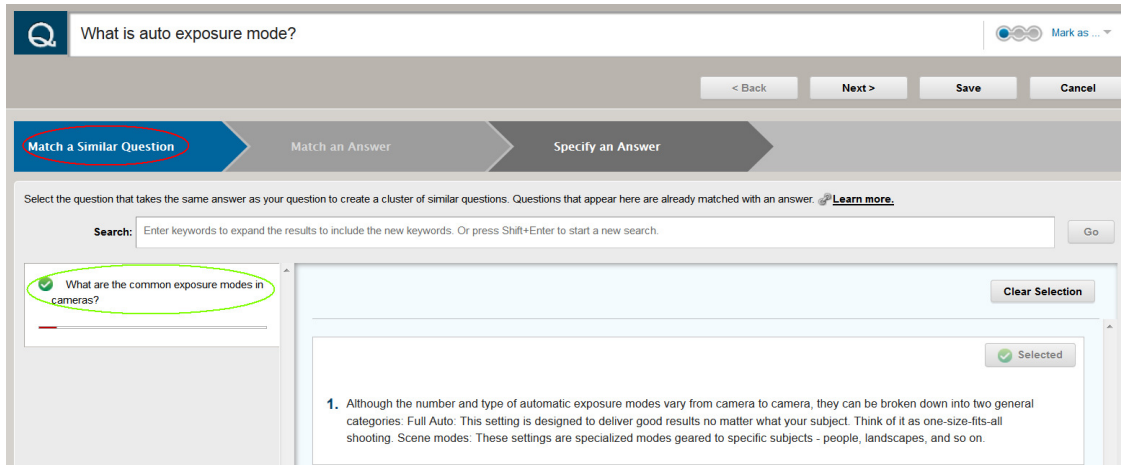 Q What is auto exposure mode? Mark as ...
< Back Next > Save Cancel
Match a Similar Question Match an Answer Specify an Answer
Select the question that takes the same answer as your question to create a cluster of similar questions. Questions that appear here are already matched with an answer. Learn more.
Search: Enter keywords to expand the results to include the new keywords. Or press Shift+Enter to start a new search. Go
What are the common exposure modes in
cameras?
Clear Selection
Selected
1. Although the number and type of automatic exposure modes vary from camera to camera, they can be broken down into two general
categories: Full Auto: This setting is designed to deliver good results no matter what your subject. Think of it as one-size-fits-all
shooting. Scene modes: These settings are specialized modes geared to specific subjects - people, landscapes, and so on.